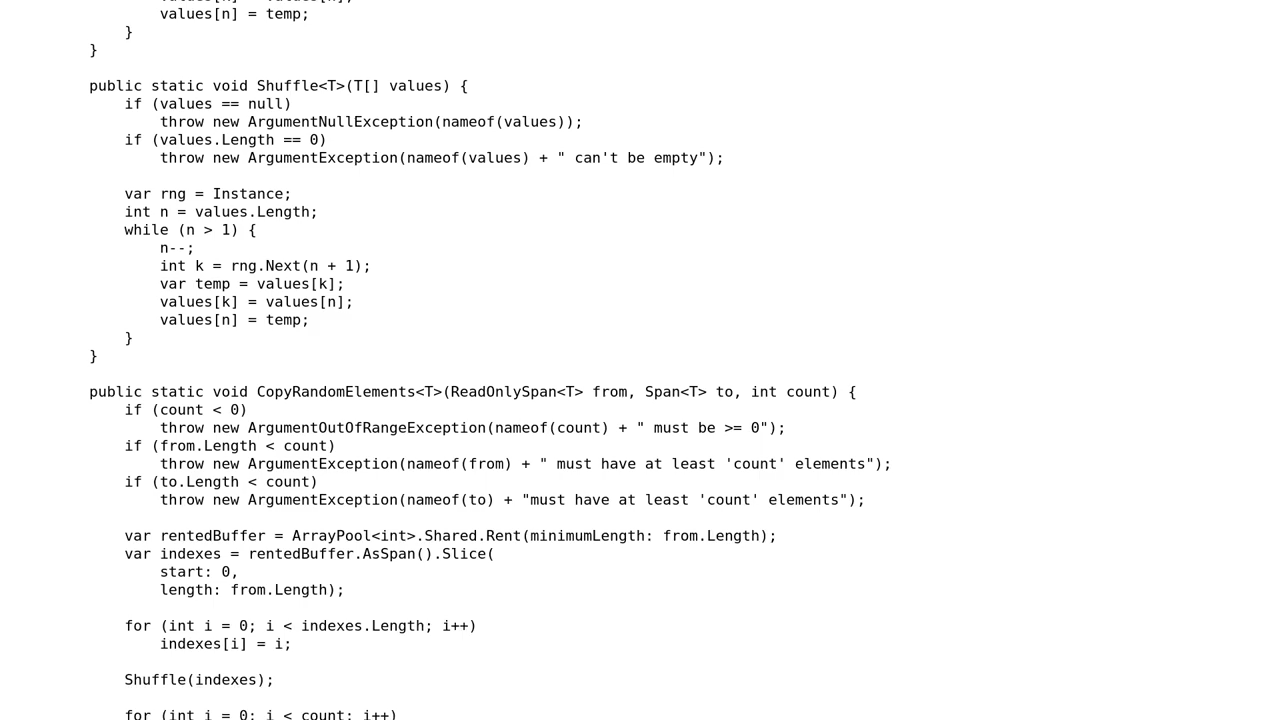 values[n] = temp;
}
}
public static void Shuffle<T>(T[] values) {
if (values == null)
throw new ArgumentNullException(nameof(values));
if (values.Length == 0)
throw new ArgumentException(nameof(values) + " can't be empty");
var rng = Instance;
int n = values.Length;
while (n > 1) {
n--;
int k = rng.Next(n + 1);
var temp = values[k];
values[k] = values[n];
values[n] = temp;
}
}
public static void CopyRandomElements<T>(ReadOnlySpan<T> from, Span<T> to, int count) {
if (count < 0)
throw new ArgumentOutOfRangeException(nameof(count) + " must be >= 0");
if (from.Length < count)
throw new ArgumentException(nameof(from) + " must have at least 'count' elements");
if (to.Length < count)
throw new ArgumentException(nameof(to) + "must have at least 'count' elements");
var rentedBuffer = ArrayPool<int>.Shared.Rent(minimumLength: from.Length);
var indexes = rentedBuffer.AsSpan().Slice(
start: 0,
length: from.Length);
for (int i = 0; i < indexes.Length; i++)
indexes[i] = i;
Shuffle(indexes);
for (int i = 0; i < count; i++)